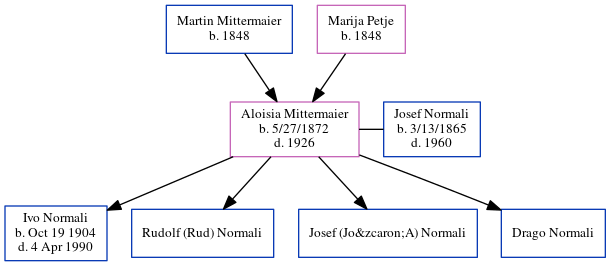 Martin Mittermaier
b. 1848
Marija Petje
b. 1848
Aloisia Mittermaier
b. 5/27/1872
d. 1926
Josef Normali
b. 3/13/1865
d. 1960
Ivo Normali
b. Oct 19 1904
d. 4 Apr 1990
Rudolf (Rud) Normali
Josef (Jo&zcaron;A) Normali
Drago Normali